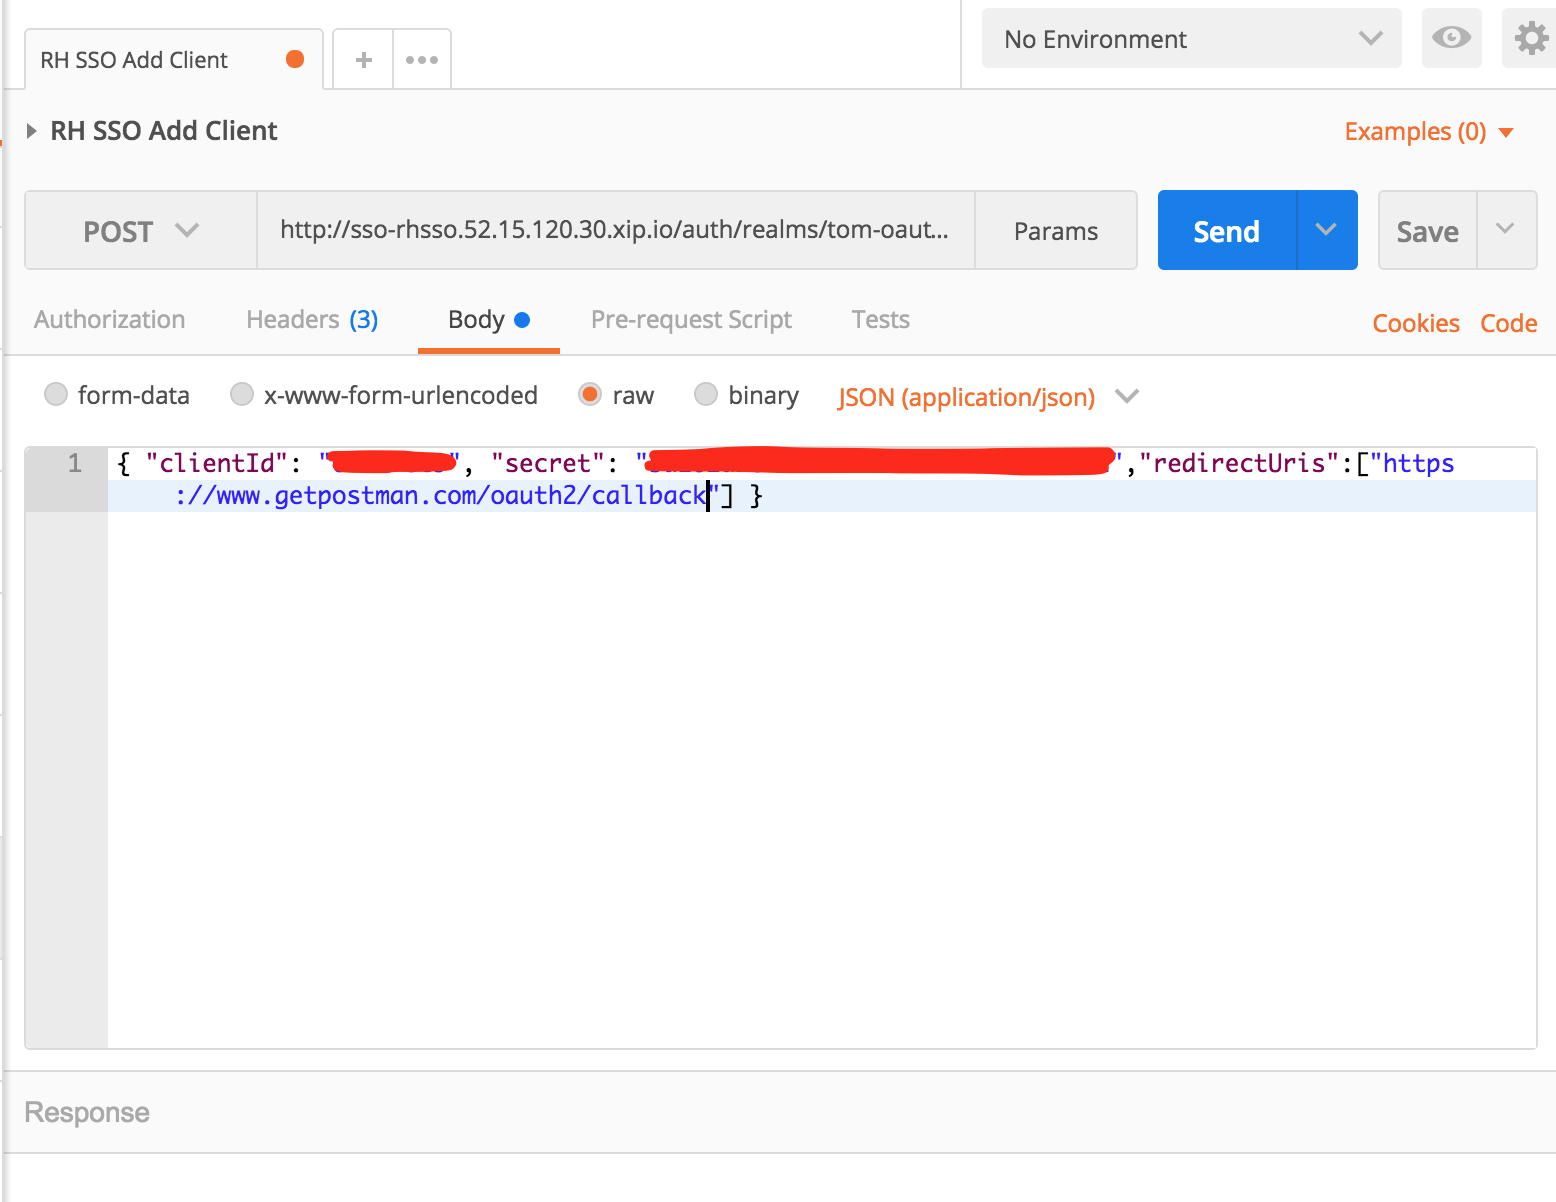 RH SSO Add Client
No Environment
RH SSO Add Client
Examples (0)
POST
http://sso-rhsso.52.15.120.30.xip.io/auth/realms/tom-oaut...
Params
Send
Save
Authorization
Headers (3)
Body
Pre-request Script
Tests
Cookies
Code
form-data
x-www-form-urlencoded
raw
binary
JSON (application/json)
1
{ "clientId": "", "secret": "","redirectUris":["https
://www.getpostman.com/oauth2/callback"] }
Response